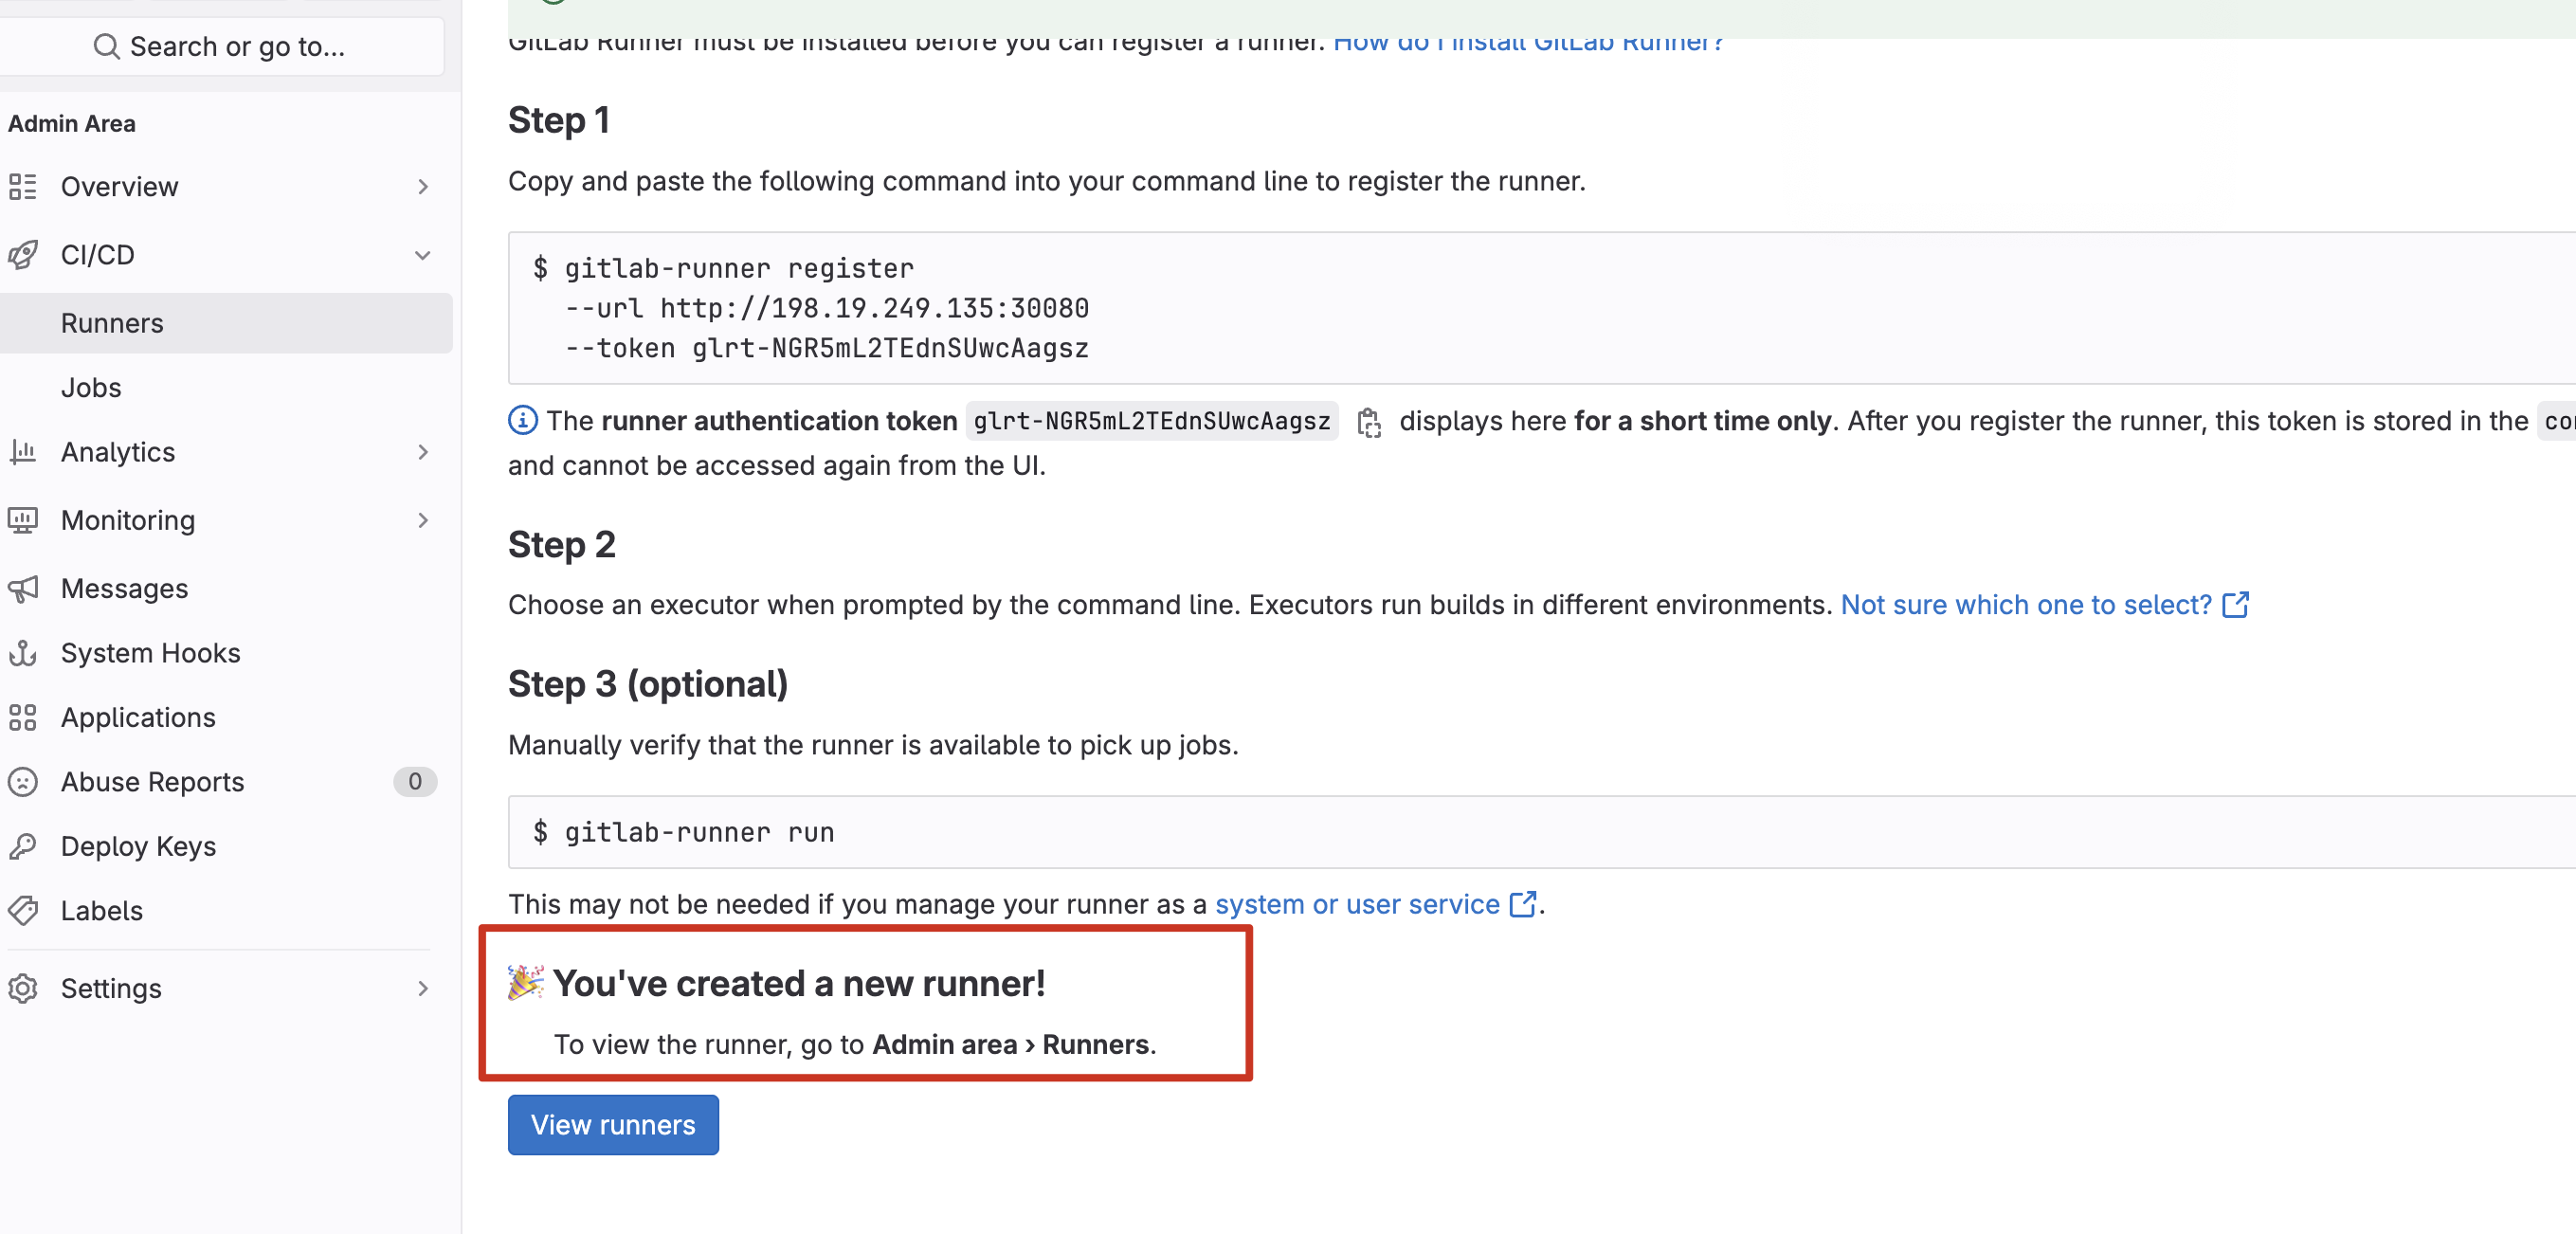 Search or go to...
Admin Area
Overview
CI/CD
Runners
Jobs
Analytics
Monitoring
Messages
System Hooks
Applications
Abuse Reports 0
Deploy Keys
Labels
Settings
GitLab Runner must be installed before you can register a runner. How do I install GitLab Runner?
Step 1
Copy and paste the following command into your command line to register the runner.
$ gitlab-runner register
--url http://198.19.249.135:30080
--token glrt-NGR5mL2TEdnSUwcAagsz
The runner authentication token glrt-NGR5mL2TEdnSUwcAagsz displays here for a short time only. After you register the runner, this token is stored in the
and cannot be accessed again from the UI.
Step 2
Choose an executor when prompted by the command line. Executors run builds in different environments. Not sure which one to select?
Step 3 (optional)
Manually verify that the runner is available to pick up jobs.
$ gitlab-runner run
This may not be needed if you manage your runner as a system or user service.
🎉 You've created a new runner!
To view the runner, go to Admin area › Runners.
View runners